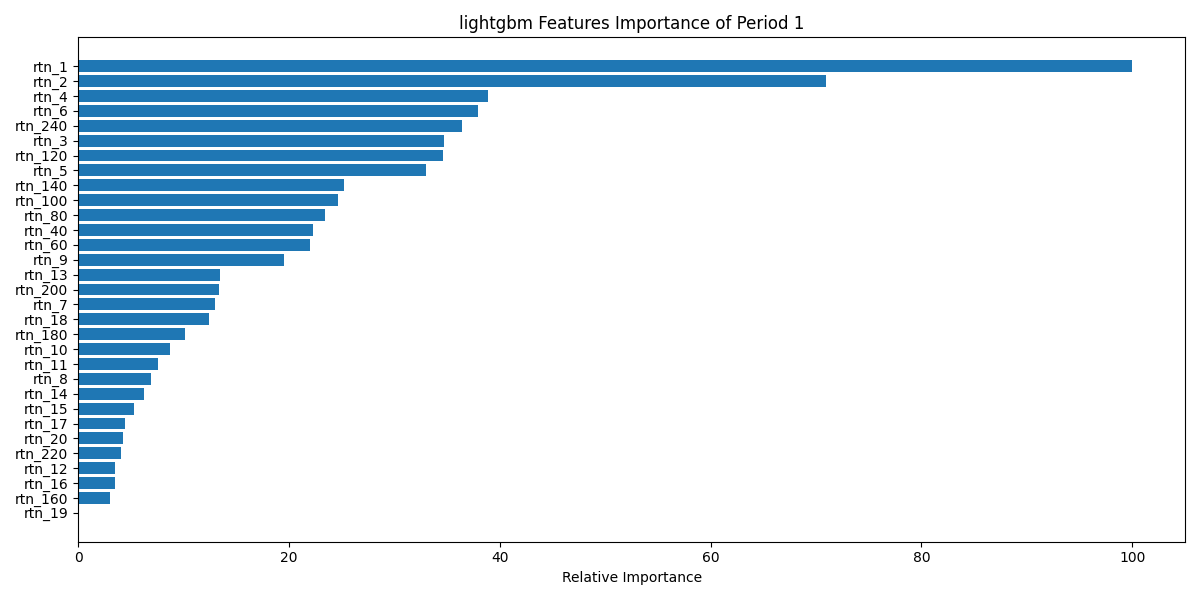 lightgbm Features Importance of Period 1
rtn_1
rtn_2
rtn_4
rtn_6
rtn_240
rtn_3
rtn_120
rtn_5
rtn_140
rtn_100
rtn_80
rtn_40
rtn_60
rtn_9
rtn_13
rtn_200
rtn_7
rtn_18
rtn_180
rtn_10
rtn_11
rtn_8
rtn_14
rtn_15
rtn_17
rtn_20
rtn_220
rtn_12
rtn_16
rtn_160
rtn_19
0 20 40 60 80 100
Relative Importance